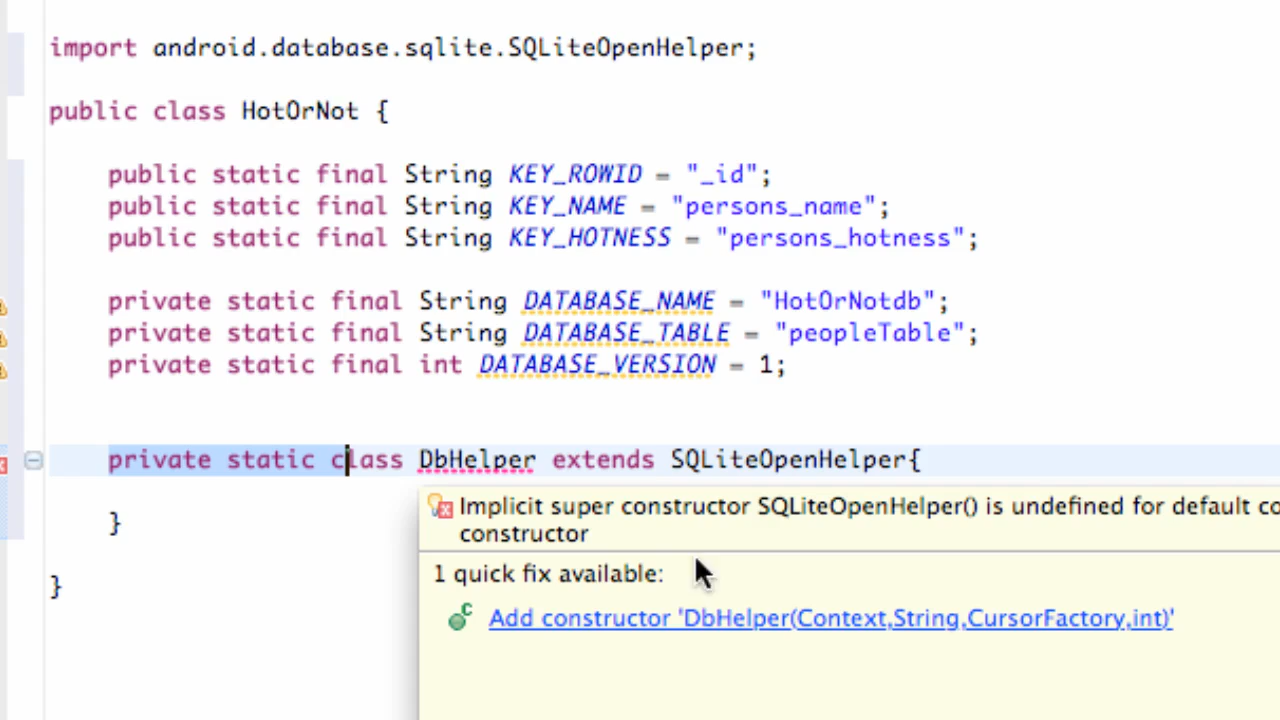 import android.database.sqlite.SQLiteOpenHelper;
public class HotOrNot {
public static final String KEY_ROWID = "_id";
public static final String KEY_NAME = "persons_name";
public static final String KEY_HOTNESS = "persons_hotness";
private static final String DATABASE_NAME = "HotOrNotdb";
private static final String DATABASE_TABLE = "peopleTable";
private static final int DATABASE_VERSION = 1;
private static class DbHelper extends SQLiteOpenHelper{
Implicit super constructor SQLiteOpenHelper() is undefined for default co
constructor
}
1 quick fix available:
}
Add constructor 'DbHelper(Context,String,CursorFactory,int)'